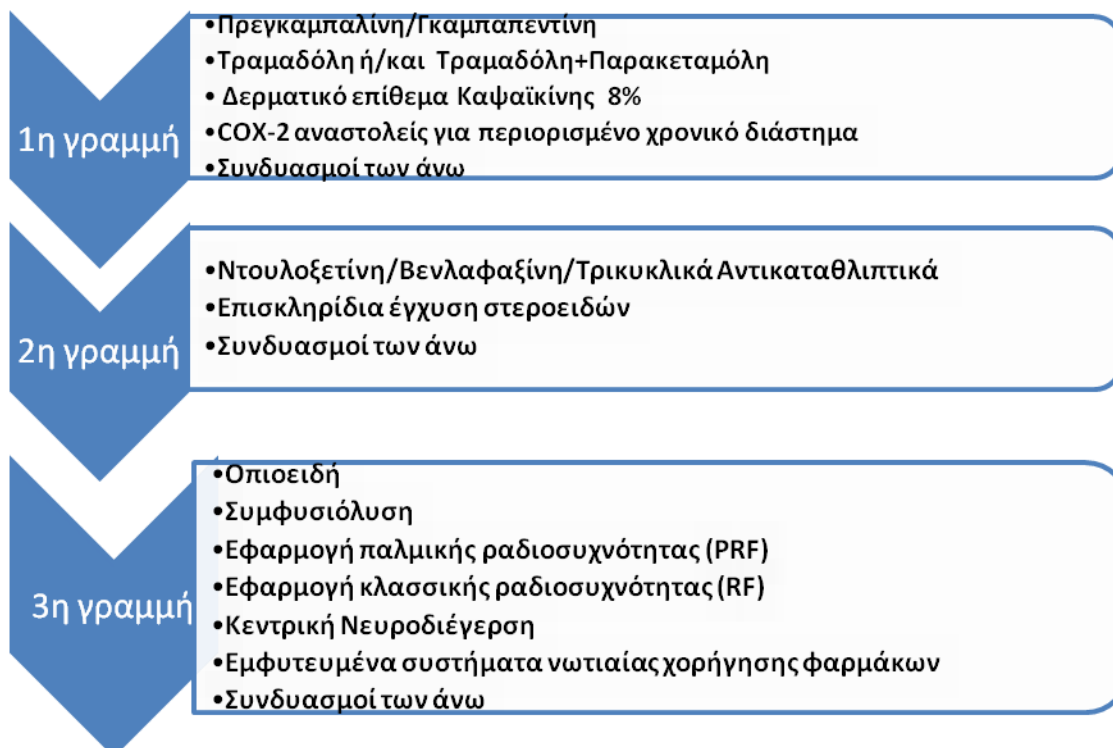 1η γραμμή
•Πρεγκαμπαλίνη/Γκαμπαπεντίνη
•Τραμαδόλη ή/και Τραμαδόλη+Παρακεταμόλη
• Δερματικό επίθεμα Καψαϊκίνης 8%
•COX-2 αναστολείς για περιορισμένο χρονικό διάστημα
•Συνδυασμοί των άνω
2η γραμμή
•Ντουλοξετίνη/Βενλαφαξίνη/Τρικυκλικά Αντικαταθλιπτικά
•Επισκληρίδια έγχυση στεροειδών
•Συνδυασμοί των άνω
3η γραμμή
•Οπιοειδή
•Συμφυσιόλυση
•Εφαρμογή παλμικής ραδιοσυχνότητας (PRF)
•Εφαρμογή κλασσικής ραδιοσυχνότητας (RF)
•Κεντρική Νευροδιέγερση
•Εμφυτευμένα συστήματα νωτιαίας χορήγησης φαρμάκων
•Συνδυασμοί των άνω